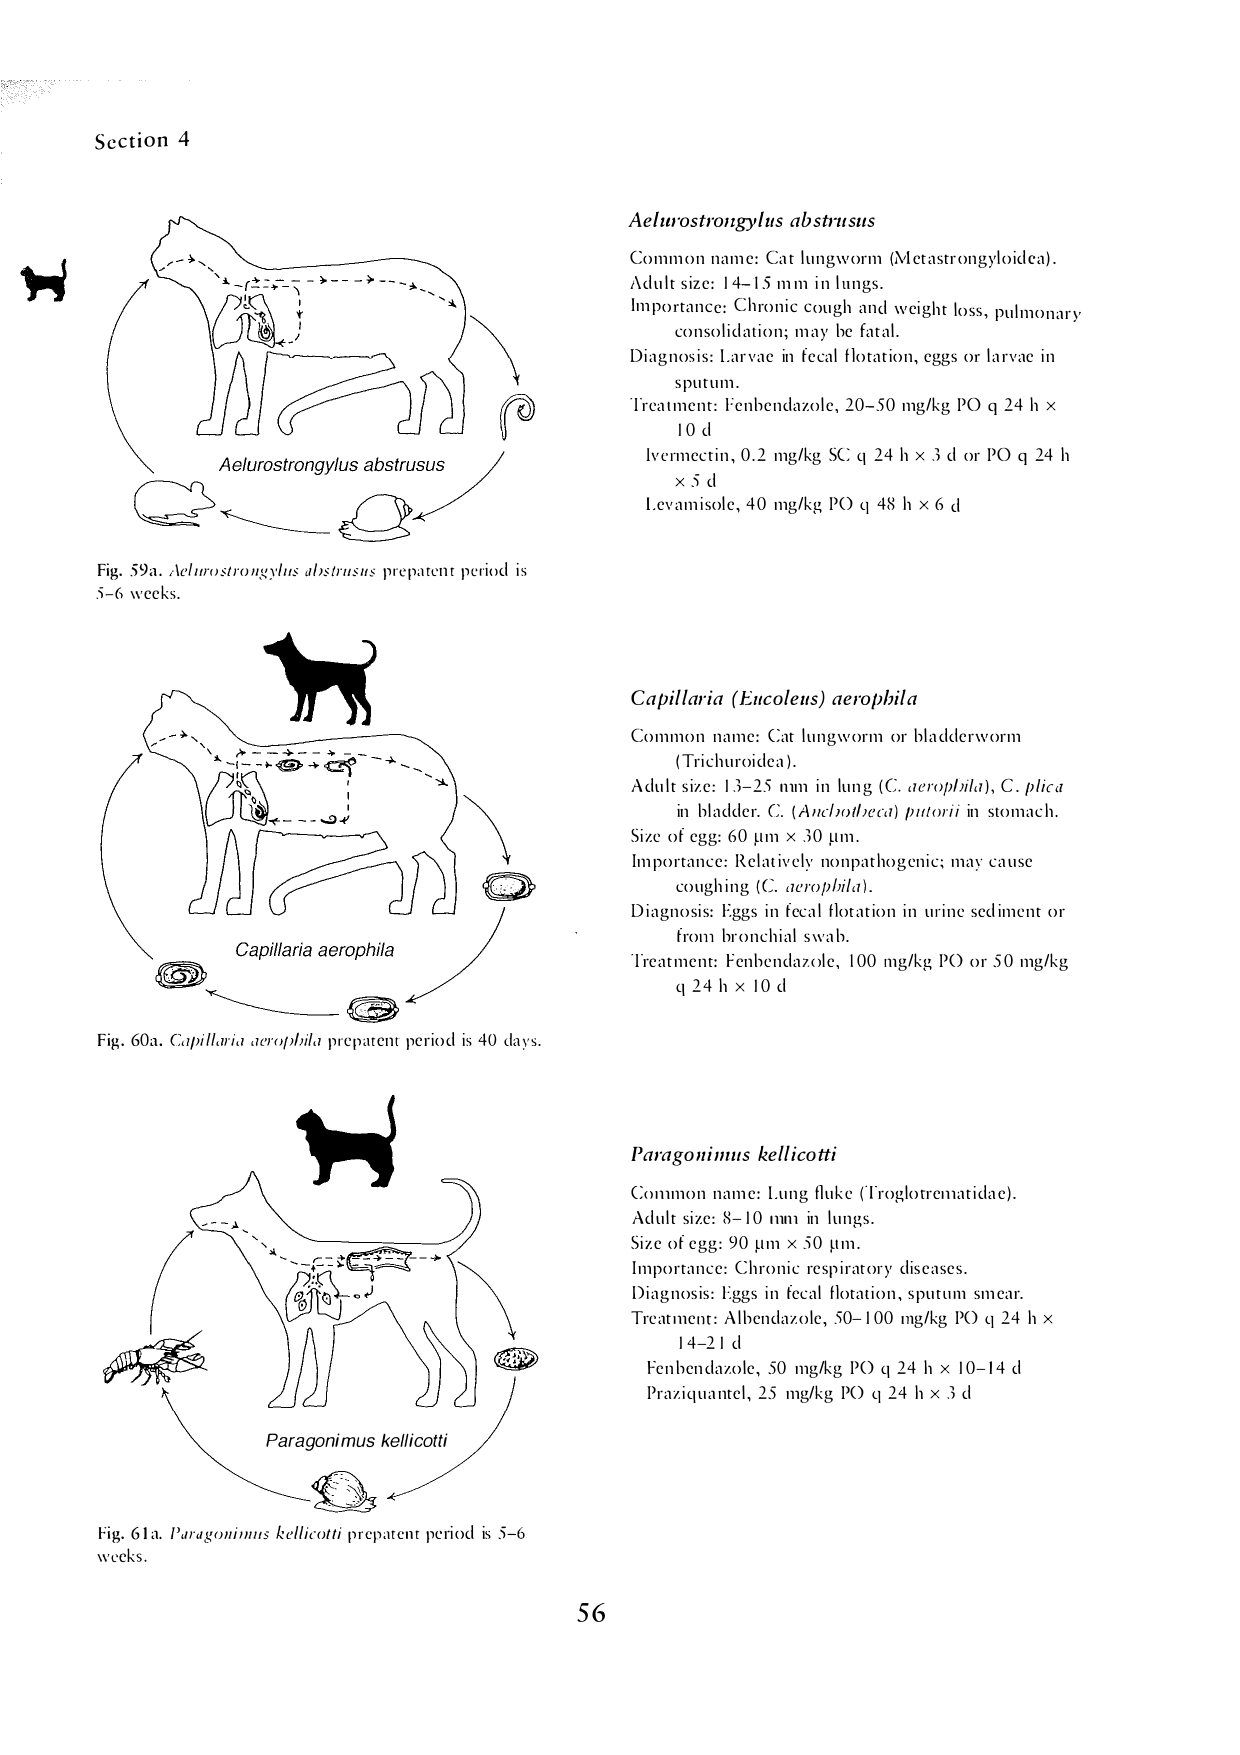 Section 4
Aelurostrongylus abstrusus
Fig. 59a. Aelurostrongylus abstrusus prepatent period is
5–6 weeks.
Capillaria aerophila
Fig. 60a. Capillaria aerophila prepatent period is 40 days.
Paragonimus kellicotti
Fig. 61a. Paragonimus kellicotti prepatent period is 5–6
weeks.
Aelurostrongylus abstrusus
Common name: Cat lungworm (Metastrongyloidea).
Adult size: 14–15 mm in lungs.
Importance: Chronic cough and weight loss, pulmonary
consolidation; may be fatal.
Diagnosis: Larvae in fecal flotation, eggs or larvae in
sputum.
Treatment: Fenbendazole, 20–50 mg/kg PO q 24 h ×
10 d
Ivermectin, 0.2 mg/kg SC q 24 h × 3 d or PO q 24 h
× 5 d
Levamisole, 40 mg/kg PO q 48 h × 6 d
Capillaria (Eucoleus) aerophila
Common name: Cat lungworm or bladderworm
(Trichuroidea).
Adult size: 13–25 mm in lung (C. aerophila), C. plica
in bladder. C. (Anchotheca) putorii in stomach.
Size of egg: 60 µm × 30 µm.
Importance: Relatively nonpathogenic; may cause
coughing (C. aerophila).
Diagnosis: Eggs in fecal flotation in urine sediment or
from bronchial swab.
Treatment: Fenbendazole, 100 mg/kg PO or 50 mg/kg
q 24 h × 10 d
Paragonimus kellicotti
Common name: Lung fluke (Troglotrematidae).
Adult size: 8–10 mm in lungs.
Size of egg: 90 µm × 50 µm.
Importance: Chronic respiratory diseases.
Diagnosis: Eggs in fecal flotation, sputum smear.
Treatment: Albendazole, 50–100 mg/kg PO q 24 h ×
14–21 d
Fenbendazole, 50 mg/kg PO q 24 h × 10–14 d
Praziquantel, 25 mg/kg PO q 24 h × 3 d
56